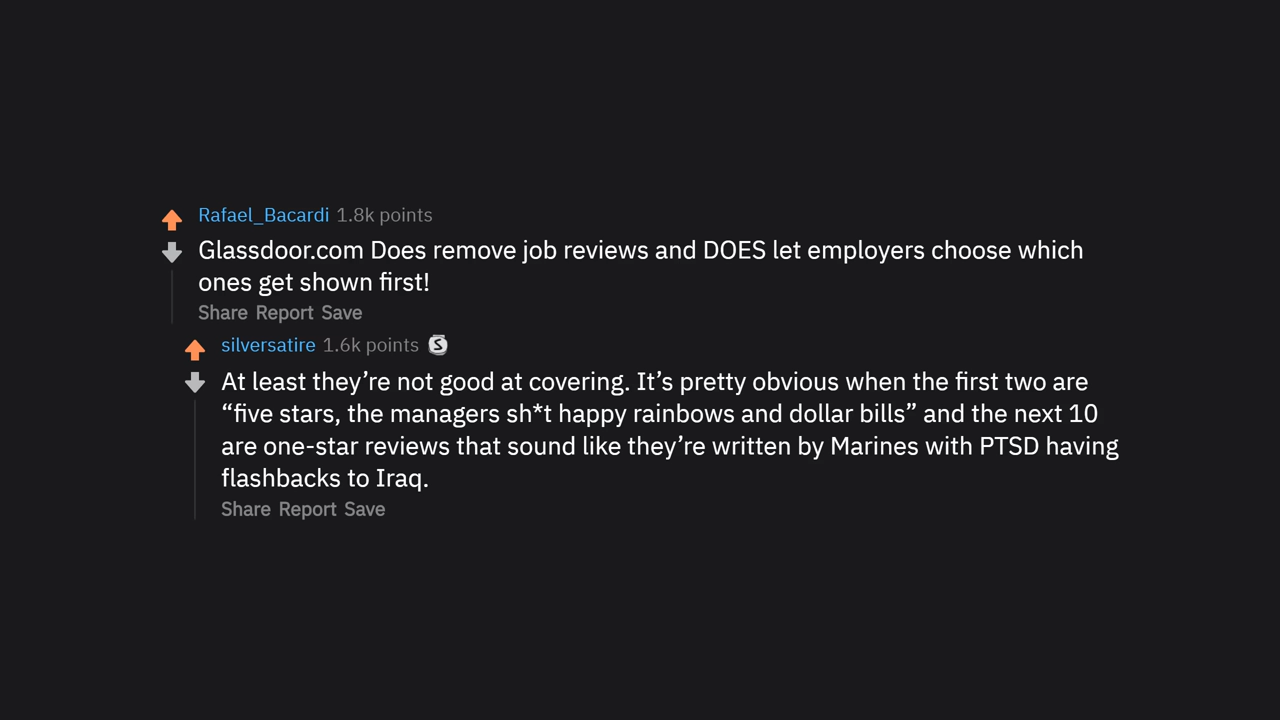 Rafael_Bacardi 1.8k points
Glassdoor.com Does remove job reviews and DOES let employers choose which
ones get shown first!
Share Report Save
silversatire 1.6k points S
At least they’re not good at covering. It’s pretty obvious when the first two are
“five stars, the managers sh*t happy rainbows and dollar bills” and the next 10
are one-star reviews that sound like they’re written by Marines with PTSD having
flashbacks to Iraq.
Share Report Save